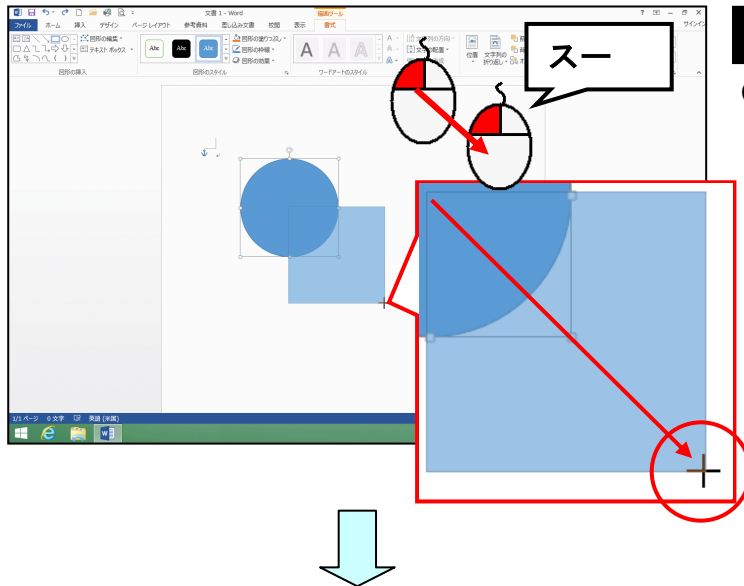 文書 1 - Word
描画ツール
ファイル ホーム 挿入 デザイン ページ レイアウト 参考資料 差し込み文書 校閲 表示 書式 サインイン
図形の編集
テキスト ボックス
Abc Abc Abc
図形の塗りつぶし
図形の枠線
図形の効果
A A A
文字列の方向
位置 文字列の折り返し
図形の挿入 図形のスタイル ワードアートのスタイル
スー
1/1 ページ 0 文字 英語 (米国)